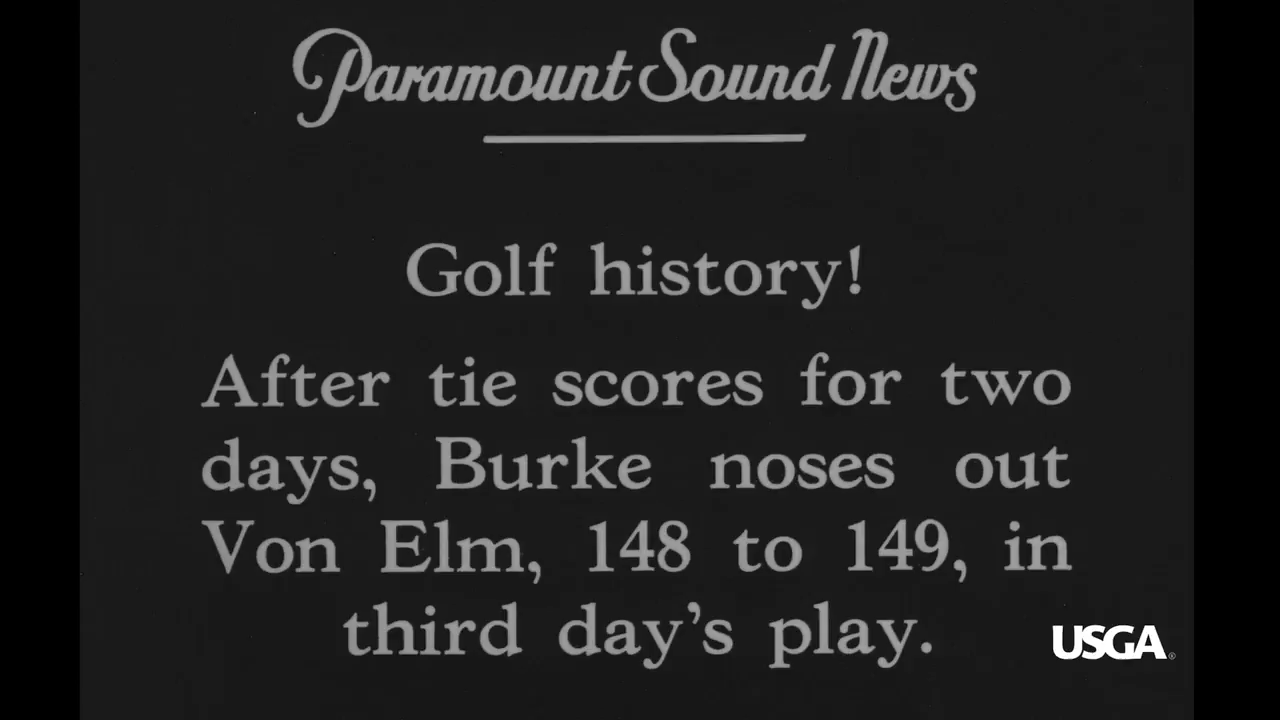 Paramount Sound News
Golf history!
After tie scores for two
days, Burke noses out
Von Elm, 148 to 149, in
third day's play.
USGA®